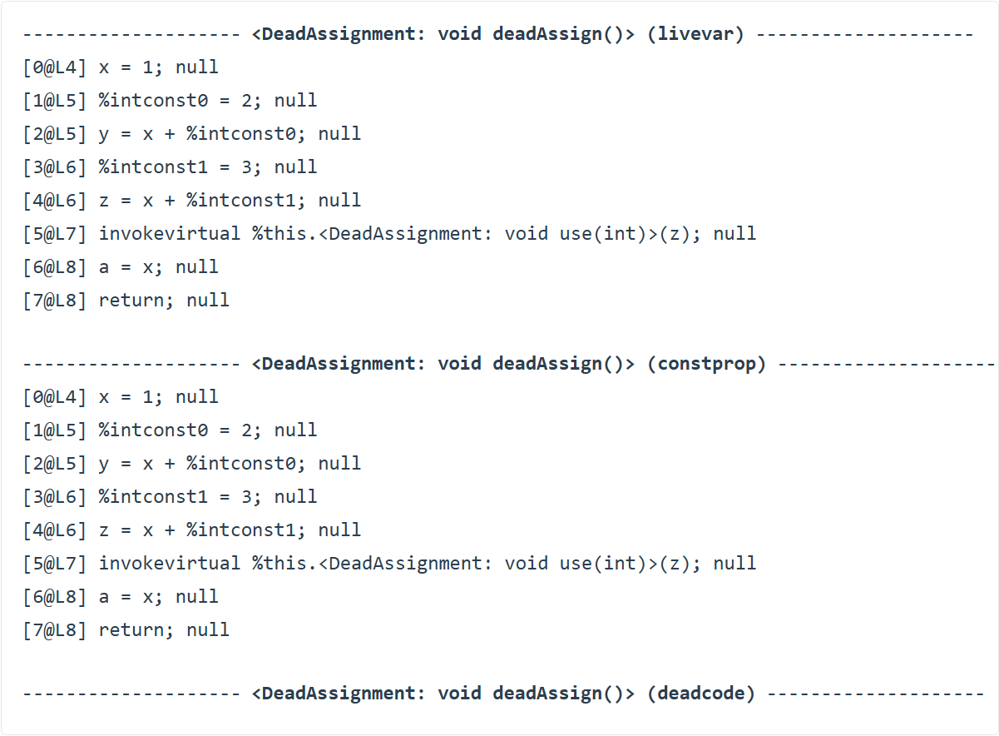 -------------------- <DeadAssignment: void deadAssign()> (livevar) --------------------
[0@L4] x = 1; null
[1@L5] %intconst0 = 2; null
[2@L5] y = x + %intconst0; null
[3@L6] %intconst1 = 3; null
[4@L6] z = x + %intconst1; null
[5@L7] invokevirtual %this.<DeadAssignment: void use(int)>(z); null
[6@L8] a = x; null
[7@L8] return; null
-------------------- <DeadAssignment: void deadAssign()> (constprop) --------------------
[0@L4] x = 1; null
[1@L5] %intconst0 = 2; null
[2@L5] y = x + %intconst0; null
[3@L6] %intconst1 = 3; null
[4@L6] z = x + %intconst1; null
[5@L7] invokevirtual %this.<DeadAssignment: void use(int)>(z); null
[6@L8] a = x; null
[7@L8] return; null
-------------------- <DeadAssignment: void deadAssign()> (deadcode) --------------------